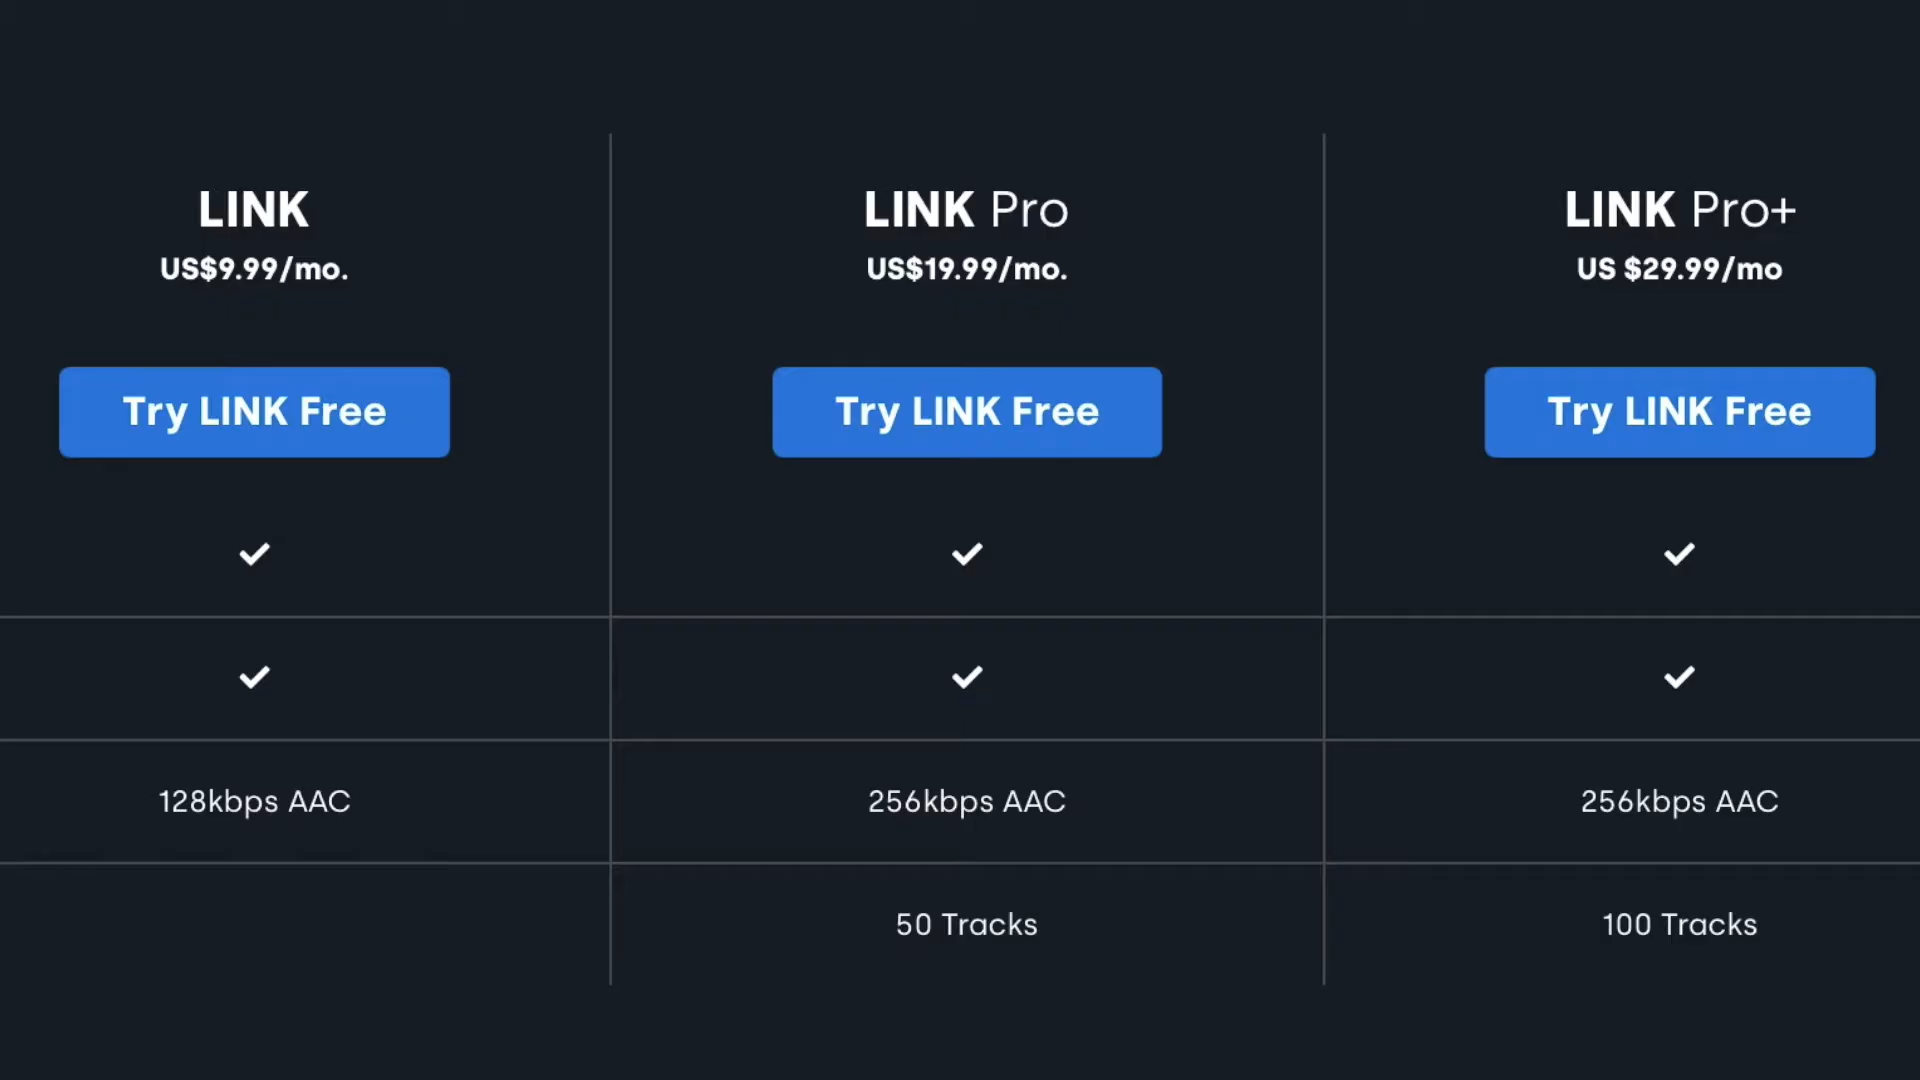 LINK
US$9.99/mo.
Try LINK Free
128kbps AAC
LINK Pro
US$19.99/mo.
Try LINK Free
256kbps AAC
50 Tracks
LINK Pro+
US $29.99/mo
Try LINK Free
256kbps AAC
100 Tracks